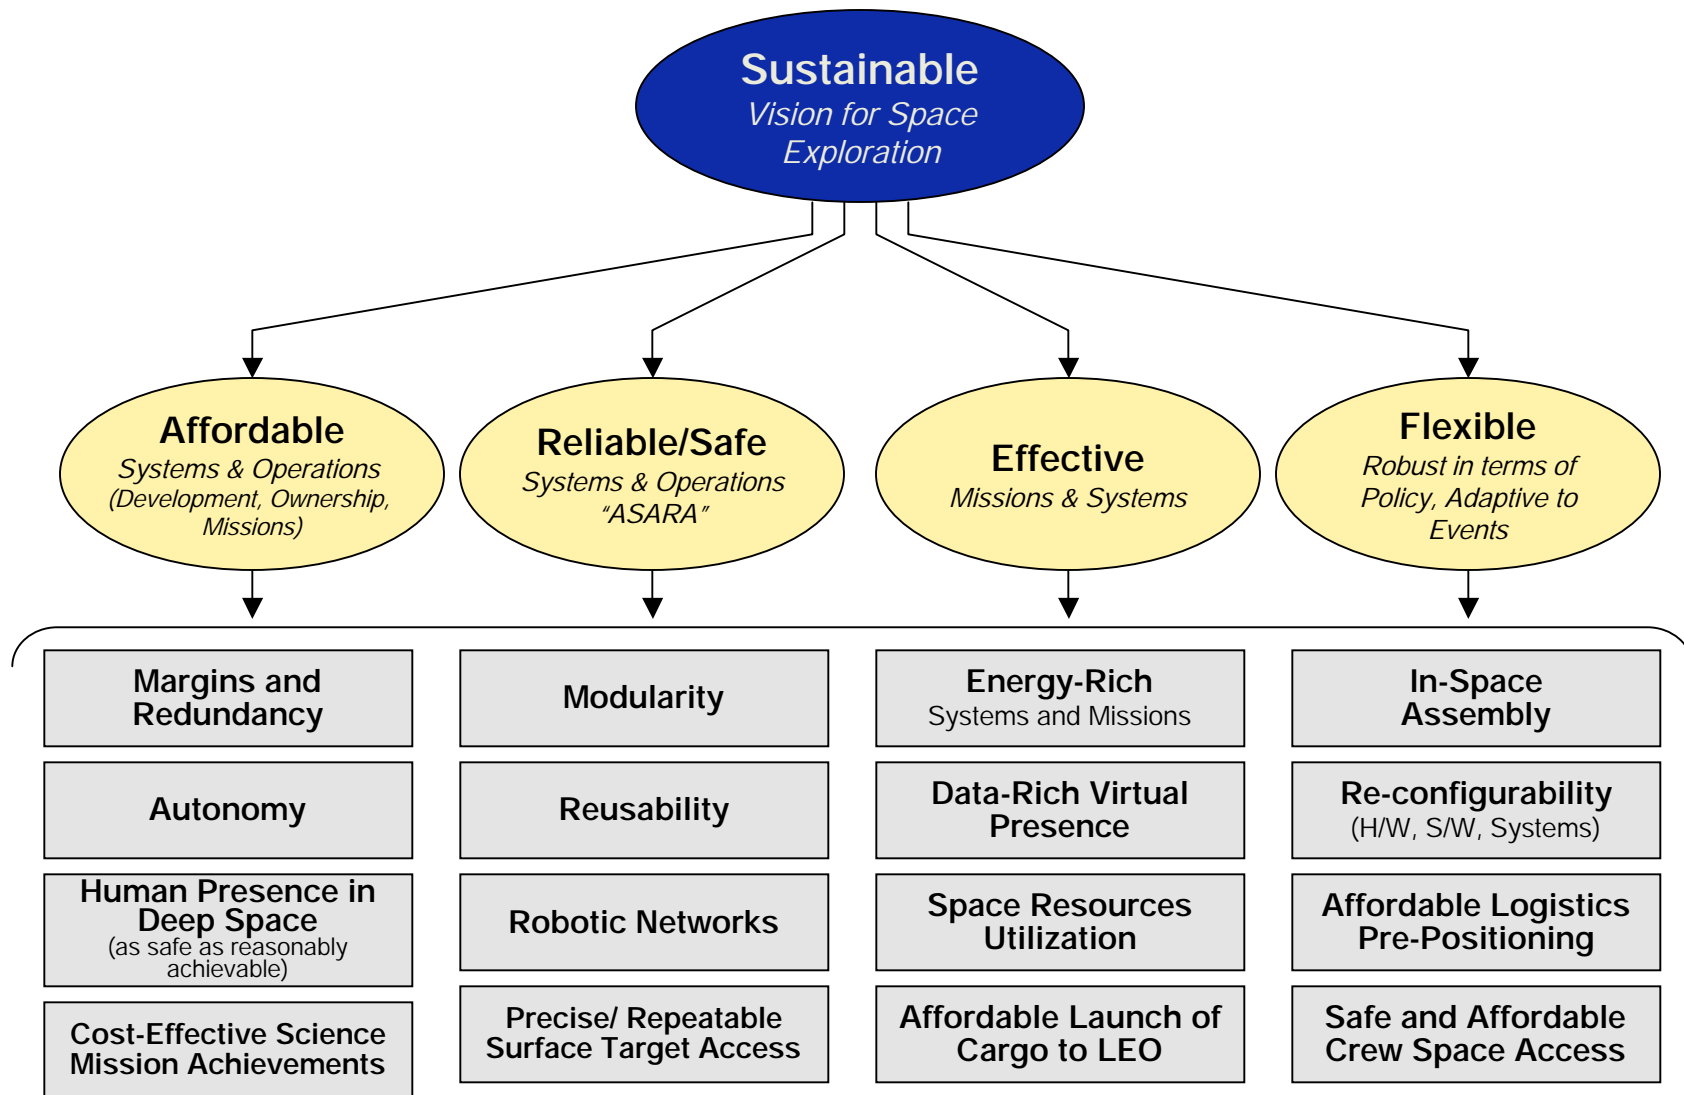 Sustainable
Vision for Space
Exploration
Affordable
Systems & Operations
(Development, Ownership,
Missions)
Reliable/Safe
Systems & Operations
“ASARA”
Effective
Missions & Systems
Flexible
Robust in terms of
Policy, Adaptive to
Events
Margins and
Redundancy
Modularity
Energy-Rich
Systems and Missions
In-Space
Assembly
Autonomy
Reusability
Data-Rich Virtual
Presence
Re-configurability
(H/W, S/W, Systems)
Human Presence in
Deep Space
(as safe as reasonably
achievable)
Robotic Networks
Space Resources
Utilization
Affordable Logistics
Pre-Positioning
Cost-Effective Science
Mission Achievements
Precise/ Repeatable
Surface Target Access
Affordable Launch of
Cargo to LEO
Safe and Affordable
Crew Space Access